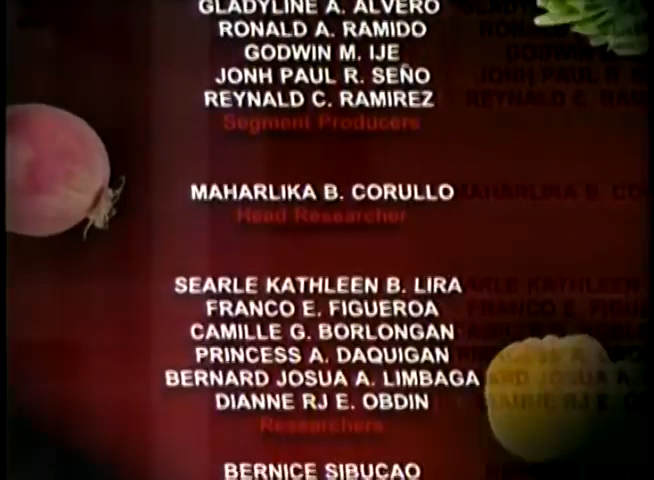 GLADYLINE A. ALVERO
RONALD A. RAMIDO
GODWIN M. IJE
JONH PAUL R. SEÑO
REYNALD C. RAMIREZ
Segment Producers
MAHARLIKA B. CORULLO
Head Researcher
SEARLE KATHLEEN B. LIRA
FRANCO E. FIGUEROA
CAMILLE G. BORLONGAN
PRINCESS A. DAQUIGAN
BERNARD JOSUA A. LIMBAGA
DIANNE RJ E. OBDIN
Researchers
BERNICE SIBUCAO